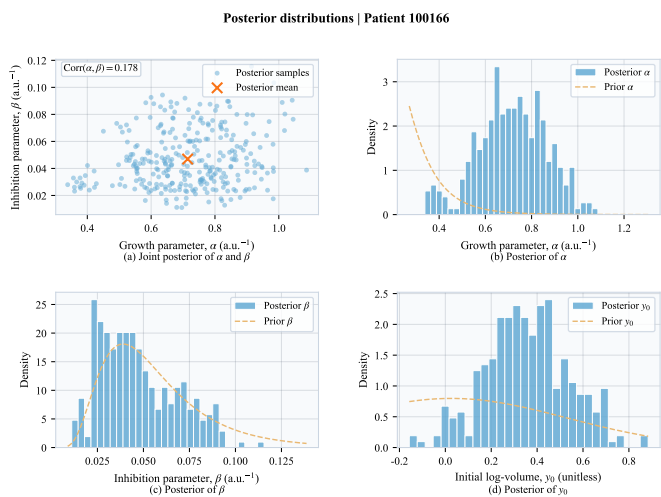 Posterior distributions | Patient 100166
Corr(α, β) = 0.178
Posterior samples
Posterior mean
Inhibition parameter, β (a.u.⁻¹)
0.12
0.10
0.08
0.06
0.04
0.02
0.4 0.6 0.8 1.0
Growth parameter, α (a.u.⁻¹)
(a) Joint posterior of α and β
Posterior α
Prior α
Density
3
2
1
0
0.4 0.6 0.8 1.0 1.2
Growth parameter, α (a.u.⁻¹)
(b) Posterior of α
Posterior β
Prior β
Density
25
20
15
10
5
0
0.025 0.050 0.075 0.100 0.125
Inhibition parameter, β (a.u.⁻¹)
(c) Posterior of β
Posterior y₀
Prior y₀
Density
2.5
2.0
1.5
1.0
0.5
0.0
-0.2 0.0 0.2 0.4 0.6 0.8
Initial log-volume, y₀ (unitless)
(d) Posterior of y₀